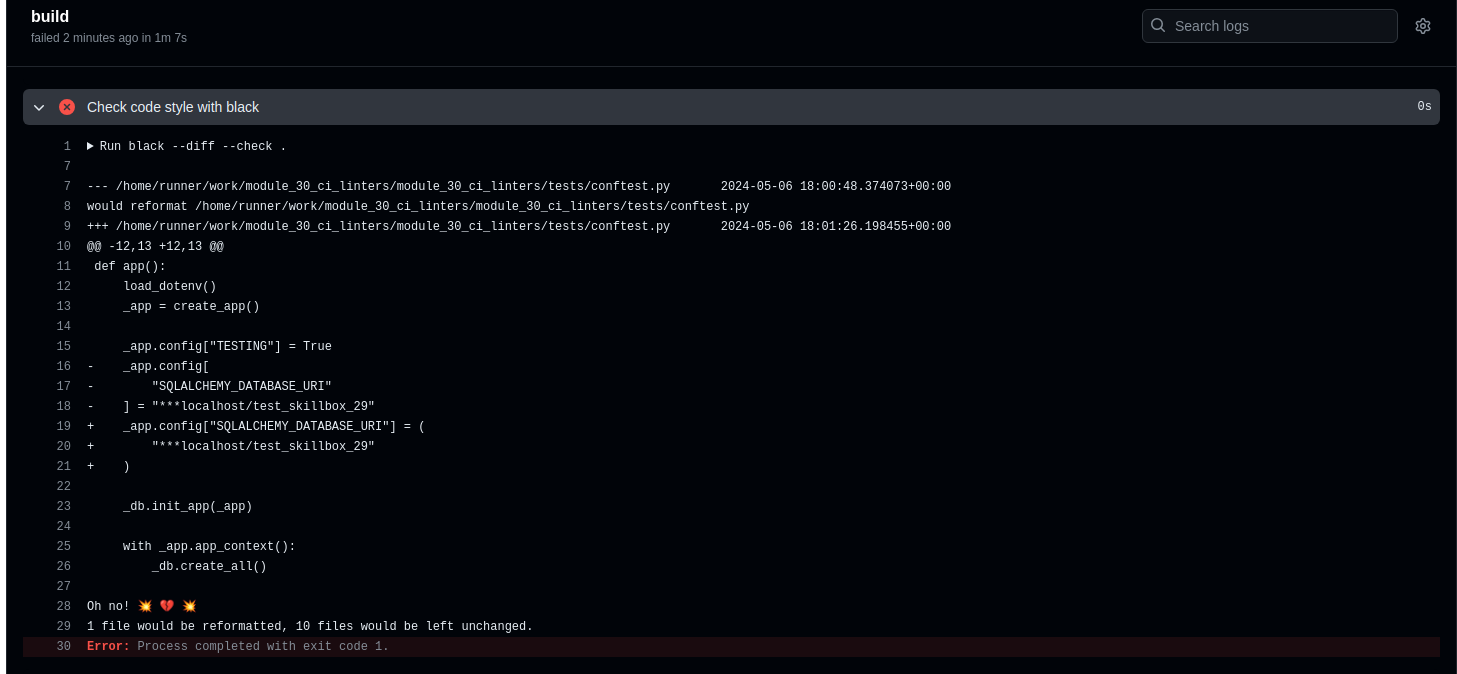 build
failed 2 minutes ago in 1m 7s
Search logs
Check code style with black 0s
1 Run black --diff --check .
7
7 --- /home/runner/work/module_30_ci_linters/module_30_ci_linters/tests/conftest.py 2024-05-06 18:00:48.374073+00:00
8 would reformat /home/runner/work/module_30_ci_linters/module_30_ci_linters/tests/conftest.py
9 +++ /home/runner/work/module_30_ci_linters/module_30_ci_linters/tests/conftest.py 2024-05-06 18:01:26.198455+00:00
10 @@ -12,13 +12,13 @@
11 def app():
12     load_dotenv()
13     _app = create_app()
14
15     _app.config["TESTING"] = True
16 -    _app.config[
17 -        "SQLALCHEMY_DATABASE_URI"
18 -    ] = "***localhost/test_skillbox_29"
19 +    _app.config["SQLALCHEMY_DATABASE_URI"] = (
20 +        "***localhost/test_skillbox_29"
21 +    )
22
23     _db.init_app(_app)
24
25     with _app.app_context():
26         _db.create_all()
27
28 Oh no! 💥 💔 💥
29 1 file would be reformatted, 10 files would be left unchanged.
30 Error: Process completed with exit code 1.